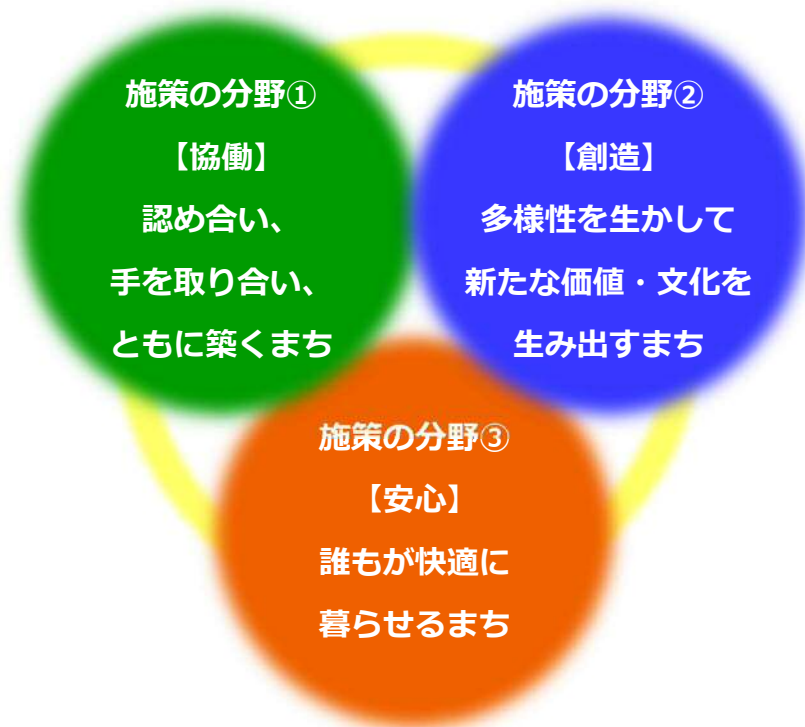 施策の分野①
【協働】
認め合い、
手を取り合い、
ともに築くまち
施策の分野②
【創造】
多様性を生かして
新たな価値・文化を
生み出すまち
施策の分野③
【安心】
誰もが快適に
暮らせるまち